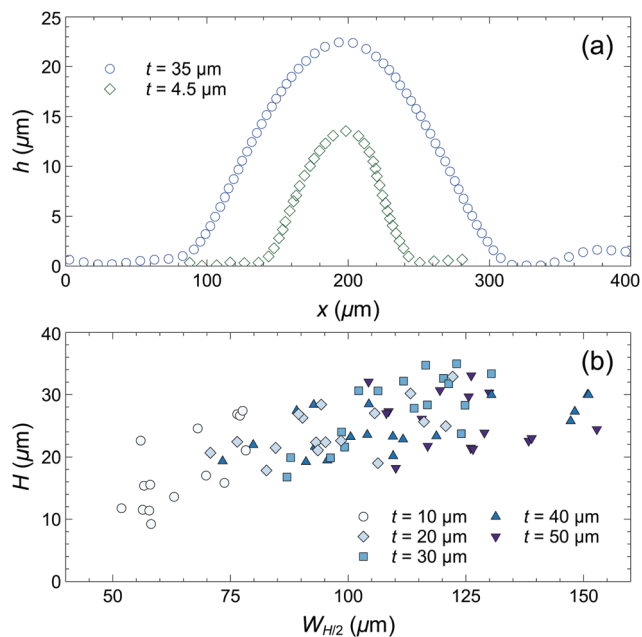 25
(a)
t = 35 µm
20
t = 4.5 µm
15
h (µm)
10
5
0
0 100 200 300 400
x (µm)
40
(b)
30
H (µm)
20
10
t = 10 µm t = 40 µm
t = 20 µm t = 50 µm
t = 30 µm
0
50 75 100 125 150
W_{H/2} (µm)